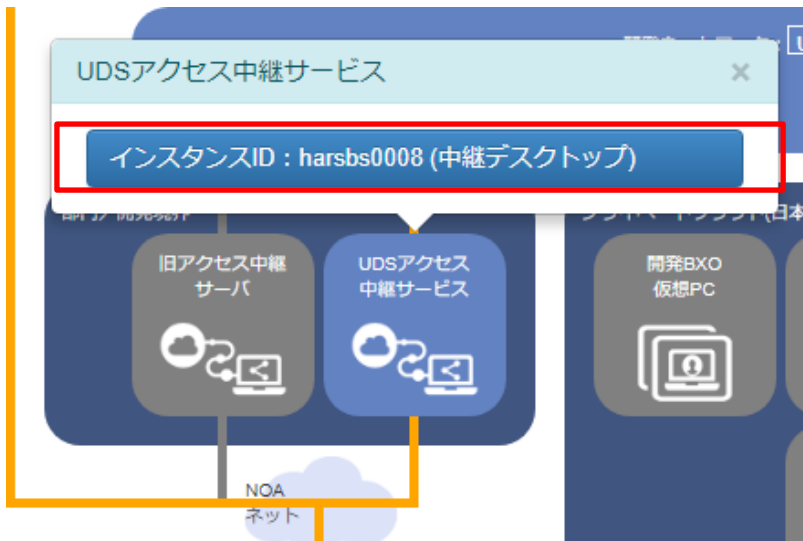 UDSアクセス中継サービス
×
インスタンスID：harsbs0008 (中継デスクトップ)
旧アクセス中継
サーバ
UDSアクセス
中継サービス
開発BXO
仮想PC
NOA
ネット